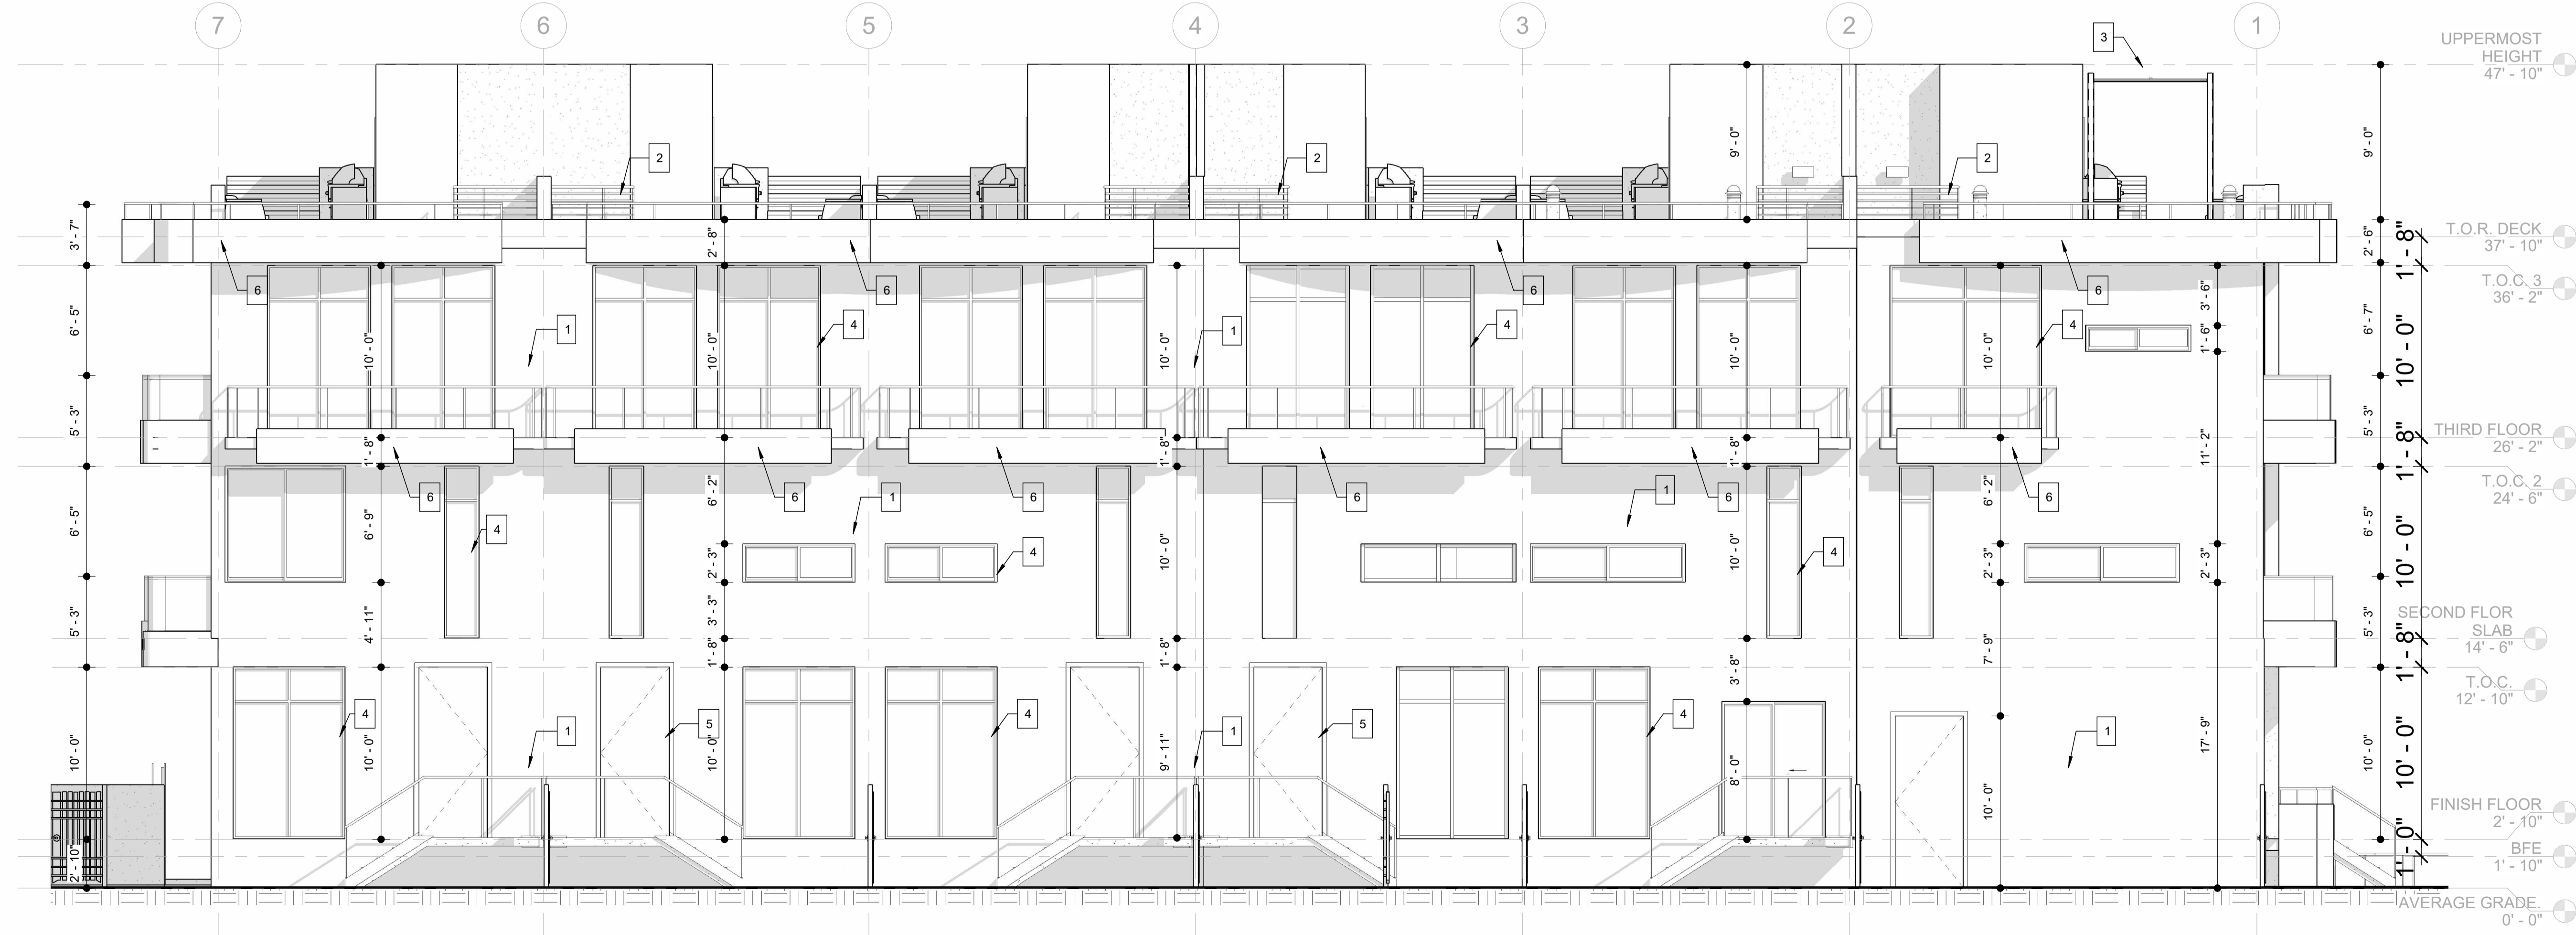 7 6 5 4 3 2 1
3
UPPERMOST
HEIGHT
47' - 10"
2 2 2
9' - 0" 9' - 0"
3' - 7" 2' - 8" 2' - 6" 1' - 8"
T.O.R. DECK
37' - 10"
6 6 6 6
T.O.C. 3
36' - 2"
1 4 1 4 4
6' - 5" 10' - 0" 10' - 0" 10' - 0" 10' - 0" 10' - 0" 3' - 6" 1' - 6" 6' - 7" 10' - 0"
5' - 3" 1' - 8" 1' - 8" 1' - 8" 11' - 2" 5' - 3" 1' - 8"
THIRD FLOOR
26' - 2"
6 6 6 6 6 6
1 1
T.O.C. 2
24' - 6"
4 4 4
6' - 5" 6' - 9" 6' - 2" 2' - 3" 10' - 0" 10' - 0" 6' - 2" 2' - 3" 2' - 3" 6' - 5" 10' - 0"
5' - 3" 4' - 11" 3' - 3" 1' - 8" 1' - 8" 3' - 8" 7' - 9" 5' - 3" 1' - 8"
SECOND FLOR
SLAB
14' - 6"
T.O.C.
12' - 10"
4 1 5 4 1 5 4 1
10' - 0" 10' - 0" 10' - 0" 9' - 11" 8' - 0" 10' - 0" 17' - 9" 10' - 0" 10' - 0"
FINISH FLOOR
2' - 10"
2' - 10" 1' - 0"
BFE
1' - 10"
AVERAGE GRADE.
0' - 0"